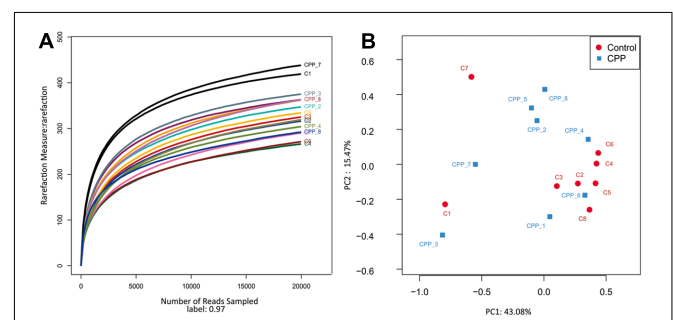 A
Rarefaction Measure:rarefaction
500
400
300
200
100
0
CPP_7
C1
CPP_3
CPP_8
CPP_2
C3
CPP_4
CPP_6
0
5000
10000
15000
20000
Number of Reads Sampled
label: 0.97
B
Control
CPP
PC2 : 15.47%
0.6
0.4
0.2
0.0
−0.2
−0.4
−0.6
C7
CPP_8
CPP_5
CPP_2
CPP_4
C6
C4
CPP_7
C3
C2
CPP_6
C5
C1
CPP_1
C8
CPP_3
−1.0
−0.5
0.0
0.5
PC1: 43.08%